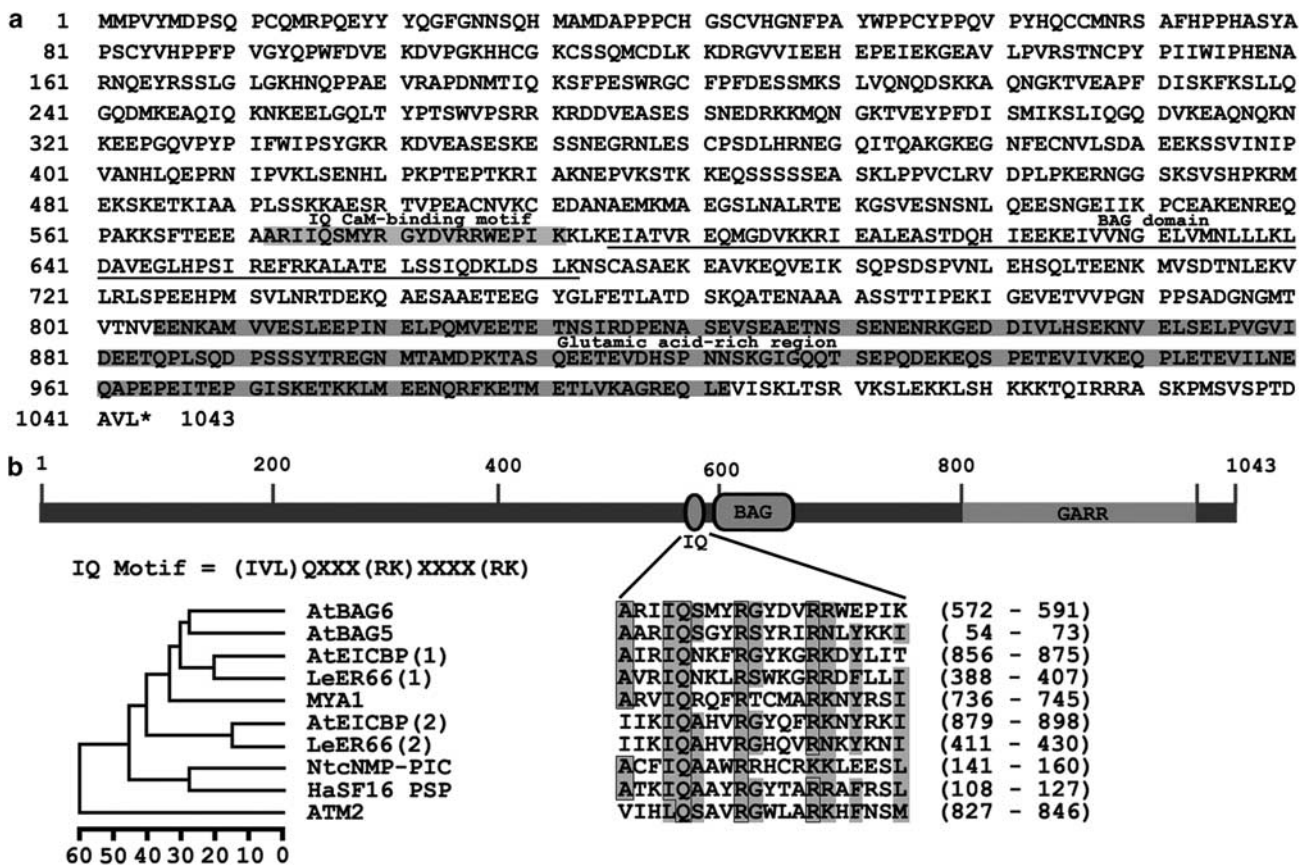 a 1 MMPVYMDPSQ PCQMRPQEYY YQGFGNNSQH MAMDAPPPCH GSCVHGNFPA YWPPCYPPQV PYHQCCMNRS AFHPPHASYA
81 PSCYVHPPFP VGYQPWFDVE KDVPGKHHCG KCSSQMCDLK KDRGVVIEEH EPEIEKGEAV LPVRSTNCPY PIIWIPHENA
161 RNQEYRSSLG LGKHNQPPAE VRAPDNMTIQ KSFPESWRGC FPFDESSMKS LVQNQDSKKA QNGKTVEAPF DISKFKSLLQ
241 GQDMKEAQIQ KNKEELGQLT YPTSWVPSRR KRDDVEASES SNEDRKKMQN GKTVEYPFDI SMIKSLIQGQ DVKEAQNQKN
321 KEEPGQVPYP IFWIPSYGKR KDVEASESKE SSNEGRNLES CPSDLHRNEG QITQAKGKEG NFECNVLSDA EEKSSVINIP
401 VANHLQEPRN IPVKLSENHL PKPTEPTKRI AKNEPVKSTK KEQSSSSSEA SKLPPVCLRV DPLPKERNGG SKSVSHPKRM
481 EKSKETKIAA PLSSKKAESR TVPEACNVKC EDANAEMKMA EGSLNALRTE KGSVESNSNL QEESNGEIIK PCEAKENREQ
IQ CaM-binding motif BAG domain
561 PAKKSFTEEE AARIIQSMYR GYDVRRWEPI KKLKEIATVR EQMGDVKKRI EALEASTDQH IEEKEIVVNG ELVMNLLLKL
641 DAVEGLHPSI REFRKALATE LSSIQDKLDS LKNSCASAEK EAVKEQVEIK SQPSDSPVNL EHSQLTEENK MVSDTNLEKV
721 LRLSPEEHPM SVLNRTDEKQ AESAAETEEG YGLFETLATD SKQATENAAA ASSTTIPEKI GEVETVVPGN PPSADGNGMT
801 VTNVEENKAM VVESLEEPIN ELPQMVEETE TNSIRDPENA SEVSEAETNS SENENRKGED DIVLHSEKNV ELSELPVGVI
881 DEETQPLSQD PSSSYTREGN MTAMDPKTAS QEETEVDHSP NNSKGIGQQT SEPQDEKEQS PETEVIVKEQ PLETEVILNE
Glutamic acid-rich region
961 QAPEPEITEP GISKETKKLM EENQRFKETM ETLVKAGREQ LEVISKLTSR VKSLEKKLSH KKKTQIRRRA SKPMSVSPTD
1041 AVL* 1043
b 1 200 400 600 800 1043
BAG GARR
IQ
IQ Motif = (IVL)QXXX(RK)XXXX(RK)
AtBAG6 ARIIQSMYRGYDVRRWEPIK (572 - 591)
AtBAG5 AARIQSGYRSYRIRNLYKKI ( 54 - 73)
AtEICBP(1) AIRIQNKFRGYKGRKDYLIT (856 - 875)
LeER66(1) AVRIQNKLRSWKGRRDFLLI (388 - 407)
MYA1 ARVIQRQFRTCMARKNYRSI (736 - 745)
AtEICBP(2) IIKIQAHVRGYQFRKNYRKI (879 - 898)
LeER66(2) IIKIQAHVRGHQVRNKYKNI (411 - 430)
NtcNMP-PIC ACFIQAAWRRHCRKKLEESL (141 - 160)
HaSF16 PSP ATKIQAAYRGYTARRAFRSL (108 - 127)
ATM2 VIHLQSAVRGWLARKHFNSM (827 - 846)
60 50 40 30 20 10 0